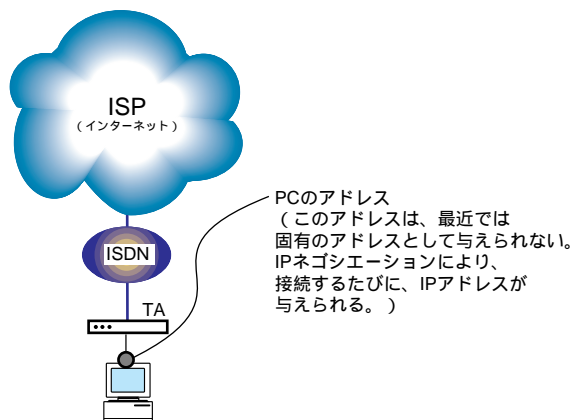 ISP
(インターネット)
PCのアドレス
(このアドレスは、最近では
固有のアドレスとして与えられない。
IPネゴシエーションにより、
接続するたびに、IPアドレスが
与えられる。)
ISDN
TA